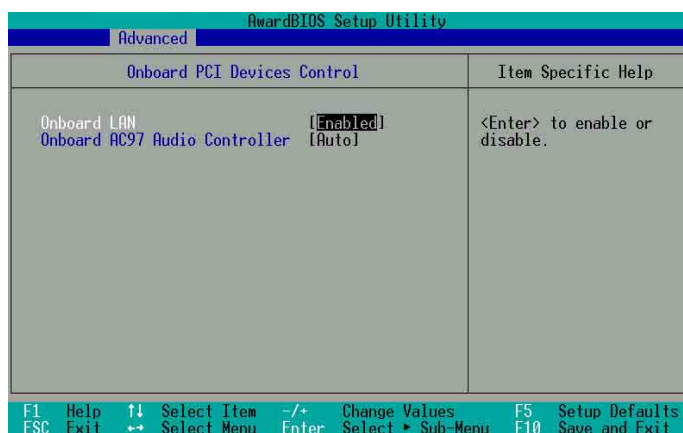 AwardBIOS Setup Utility
Advanced
Onboard PCI Devices Control
Item Specific Help
Onboard LAN [Enabled]
Onboard AC97 Audio Controller [Auto]
<Enter> to enable or
disable.
F1 Help ↑↓ Select Item -/+ Change Values F5 Setup Defaults
ESC Exit ←→ Select Menu Enter Select ▸ Sub-Menu F10 Save and Exit